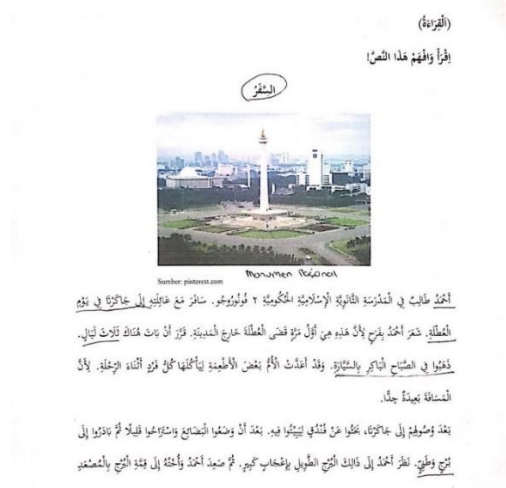 (اَلْقِرَاءَةُ)
اِقْرَأْ وَافْهَمْ هَذَا النَّصَّ!
السَّفَرُ
Monumen Nasional
Sumber: pinterest.com
أَحْمَدُ طَالِبٌ فِي الْمَدْرَسَةِ الثَّانَوِيَّةِ الْإِسْلَامِيَّةِ الْحُكُومِيَّةِ ٢ فُونُورُوجُو. سَافَرَ مَعَ عَائِلَتِهِ إِلَى جَاكَرْتَا فِي يَوْمِ
الْعُطْلَةِ. شَعَرَ أَحْمَدُ بِفَرَحٍ لِأَنَّ هَذِهِ هِيَ أَوَّلُ مَرَّةٍ قَضَى الْعُطْلَةَ خَارِجَ الْمَدِينَةِ. قَرَّرَ أَنْ بَاتَ هُنَاكَ ثَلَاثَ لَيَالٍ.
ذَهَبُوا فِي الصَّبَاحِ الْبَاكِرِ بِالسَّيَّارَةِ. وَقَدْ أَعَدَّتْ الْأُمُّ بَعْضَ الْأَطْعِمَةِ لِيَأْكُلَهَا كُلُّ فَرْدٍ أَثْنَاءَ الرِّحْلَةِ. لِأَنَّ
الْمَسَافَةَ بَعِيدَةٌ جِدًّا.
بَعْدَ وُصُولِهِمْ إِلَى جَاكَرْتَا، بَحَثُوا عَنْ فُنْدُقٍ لِيَبِيْتُوا فِيهِ. بَعْدَ أَنْ وَضَعُوا الْبَضَائِعَ وَاسْتَرَاحُوا قَلِيلًا ثُمَّ بَادَرُوا إِلَى
بُرْجٍ وَطَنِيٍّ. نَظَرَ أَحْمَدُ إِلَى ذَالِكَ الْبُرْجِ الطَّوِيلِ بِإِعْجَابٍ كَبِيرٍ. ثُمَّ صَعِدَ أَحْمَدُ وَأُخْتُهُ إِلَى قِمَّةِ الْبُرْجِ بِالْمُصْعَدِ